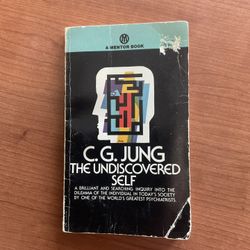 A MENTOR BOOK
C. G. JUNG
THE UNDISCOVERED
SELF
A BRILLIANT AND SEARCHING INQUIRY INTO THE
DILEMMA OF THE INDIVIDUAL IN TODAY'S SOCIETY
BY ONE OF THE WORLD'S GREATEST PSYCHIATRISTS.